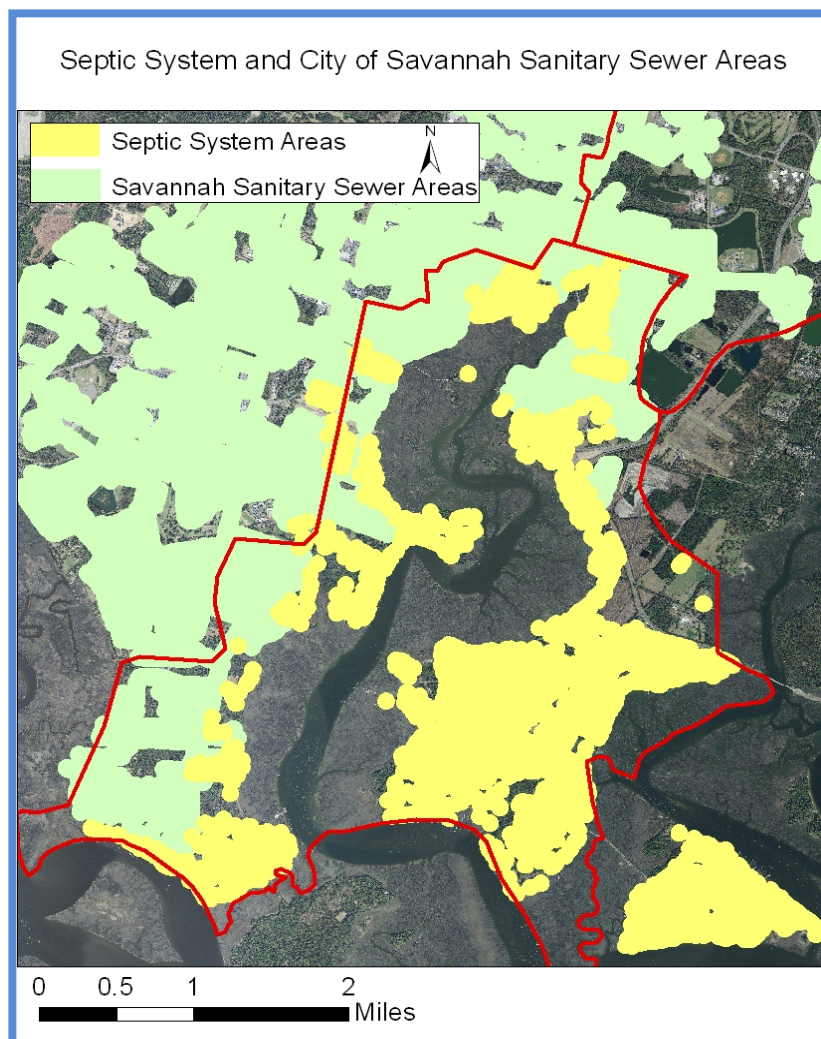 Septic System and City of Savannah Sanitary Sewer Areas
Septic System Areas
N
Savannah Sanitary Sewer Areas
0 0.5 1 2
Miles